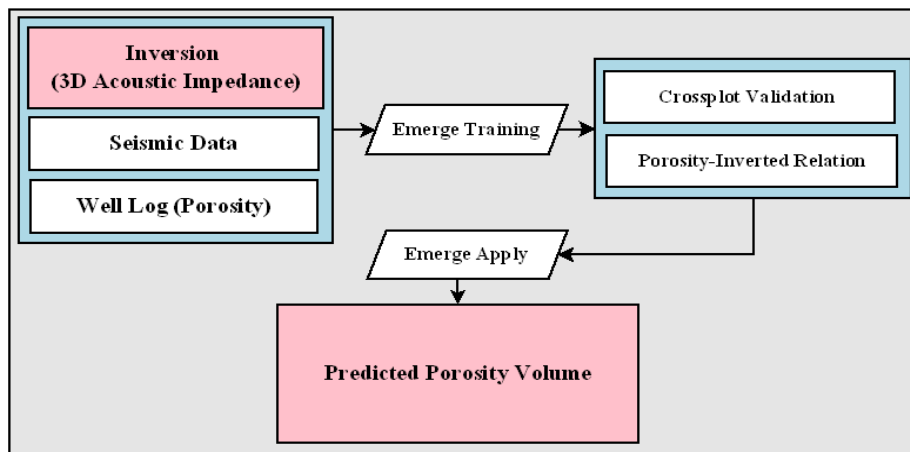 Inversion
(3D Acoustic Impedance)
Seismic Data
Well Log (Porosity)
Emerge Training
Crossplot Validation
Porosity-Inverted Relation
Emerge Apply
Predicted Porosity Volume